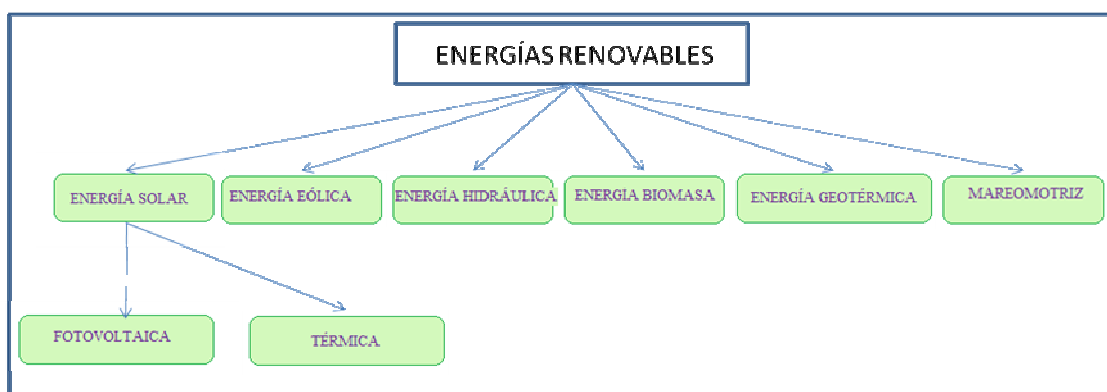 ENERGÍAS RENOVABLES
ENERGÍA SOLAR
ENERGÍA EÓLICA
ENERGÍA HIDRÁULICA
ENERGIA BIOMASA
ENERGÍA GEOTÉRMICA
MAREOMOTRIZ
FOTOVOLTAICA
TÉRMICA